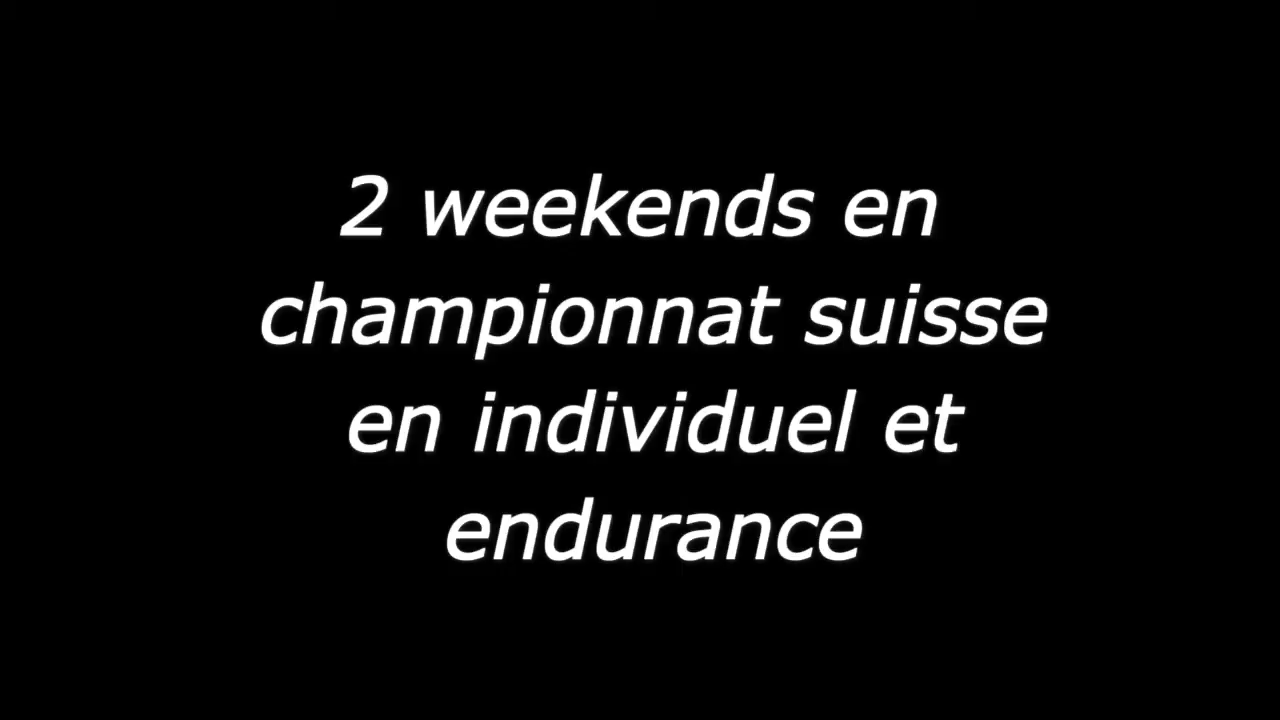 2 weekends en
championnat suisse
en individuel et
endurance